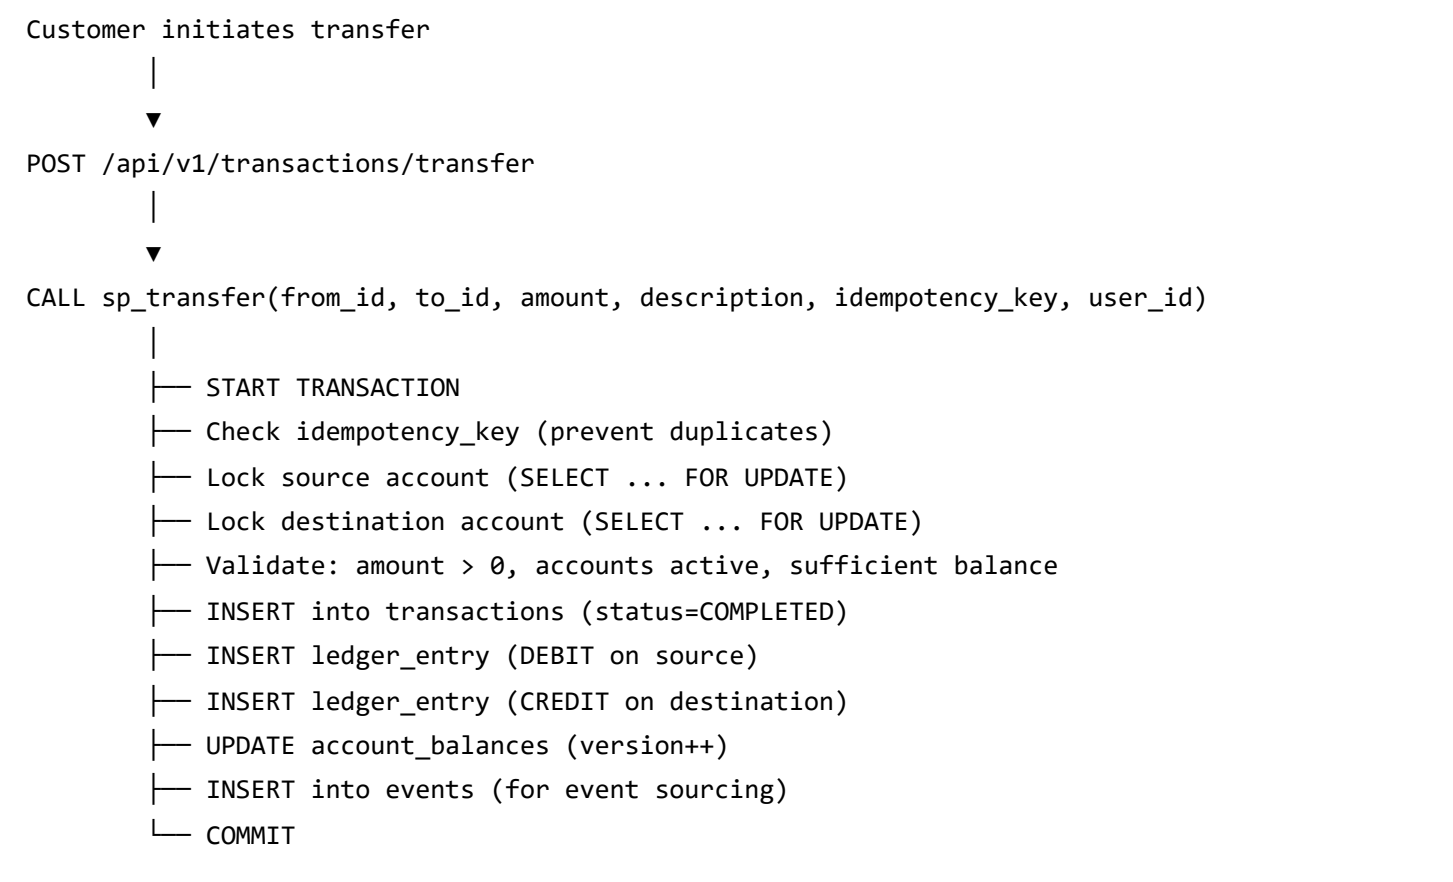 Customer initiates transfer
│
▼
POST /api/v1/transactions/transfer
│
▼
CALL sp_transfer(from_id, to_id, amount, description, idempotency_key, user_id)
│
├── START TRANSACTION
├── Check idempotency_key (prevent duplicates)
├── Lock source account (SELECT ... FOR UPDATE)
├── Lock destination account (SELECT ... FOR UPDATE)
├── Validate: amount > 0, accounts active, sufficient balance
├── INSERT into transactions (status=COMPLETED)
├── INSERT ledger_entry (DEBIT on source)
├── INSERT ledger_entry (CREDIT on destination)
├── UPDATE account_balances (version++)
├── INSERT into events (for event sourcing)
└── COMMIT